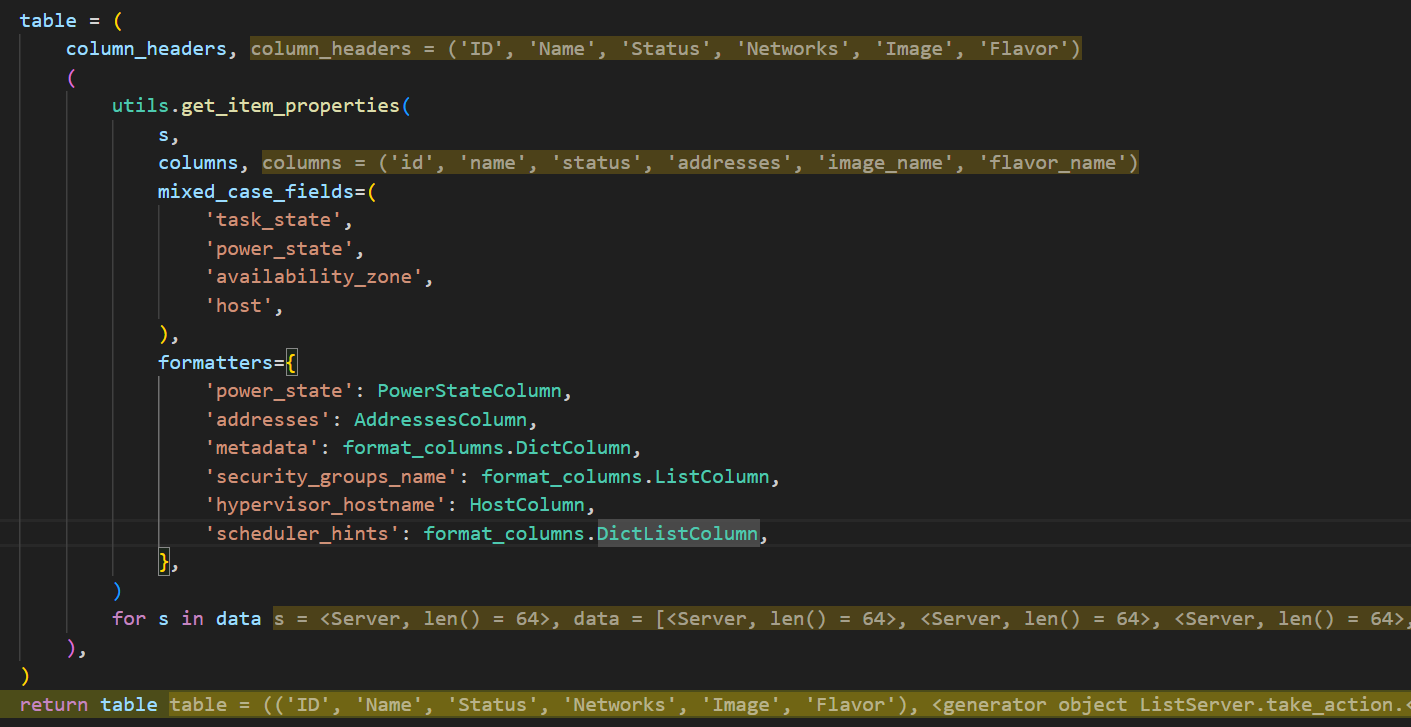 table = (
column_headers, column_headers = ('ID', 'Name', 'Status', 'Networks', 'Image', 'Flavor')
(
utils.get_item_properties(
s,
columns, columns = ('id', 'name', 'status', 'addresses', 'image_name', 'flavor_name')
mixed_case_fields=(
'task_state',
'power_state',
'availability_zone',
'host',
),
formatters={
'power_state': PowerStateColumn,
'addresses': AddressesColumn,
'metadata': format_columns.DictColumn,
'security_groups_name': format_columns.ListColumn,
'hypervisor_hostname': HostColumn,
'scheduler_hints': format_columns.DictListColumn,
},
)
for s in data s = <Server, len() = 64>, data = [<Server, len() = 64>, <Server, len() = 64>, <Server, len() = 64>,
),
)
return table table = (('ID', 'Name', 'Status', 'Networks', 'Image', 'Flavor'), <generator object ListServer.take_action.<